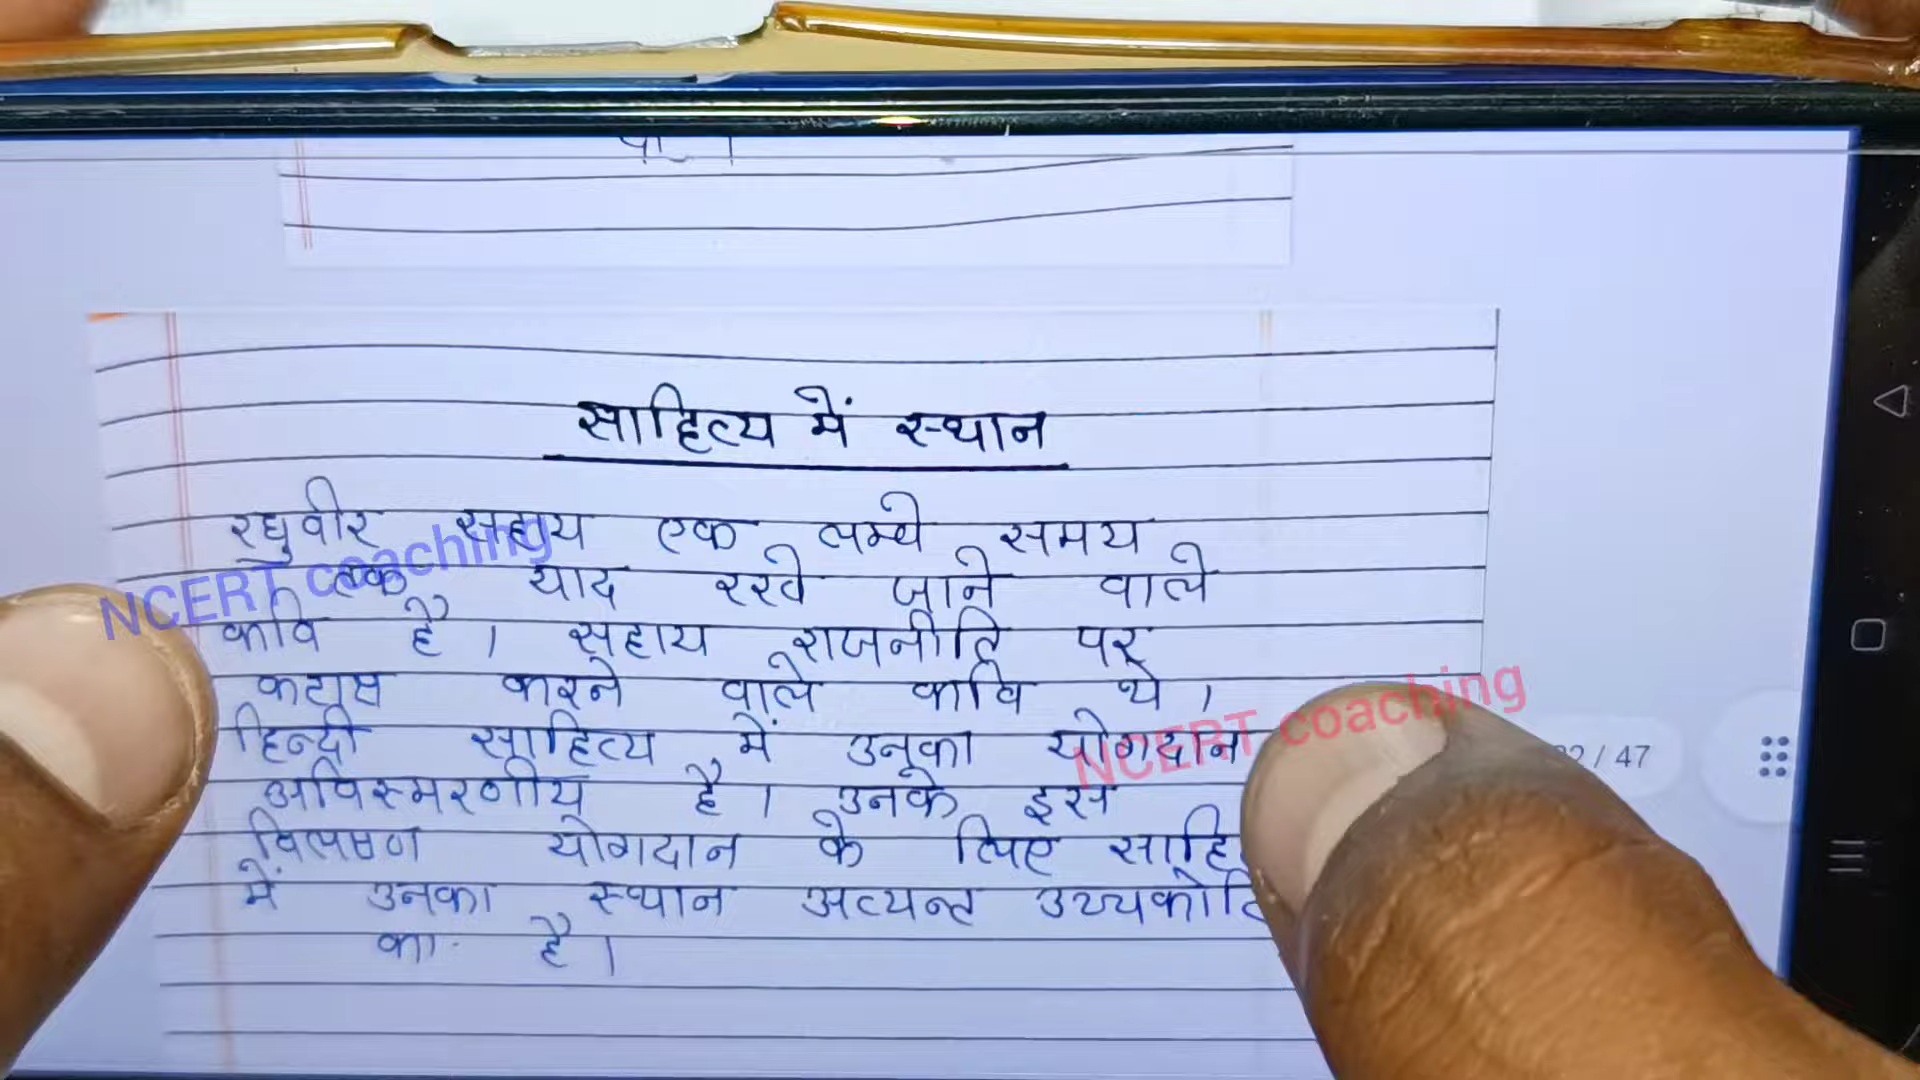 साहित्य में स्थान
रघुवीर सहाय एक लम्बे समय
तक याद रखे जाने वाले
कवि है । सहाय राजनीति पर
कटाक्ष करने वाले कवि थे ।
हिन्दी साहित्य में उनका योगदान
अविस्मरणीय है । उनके इस
विलक्षण योगदान के लिए
में उनका स्थान अत्यन्त उच्चकोटि
का है ।
NCERT coaching
NCERT coaching
/ 47